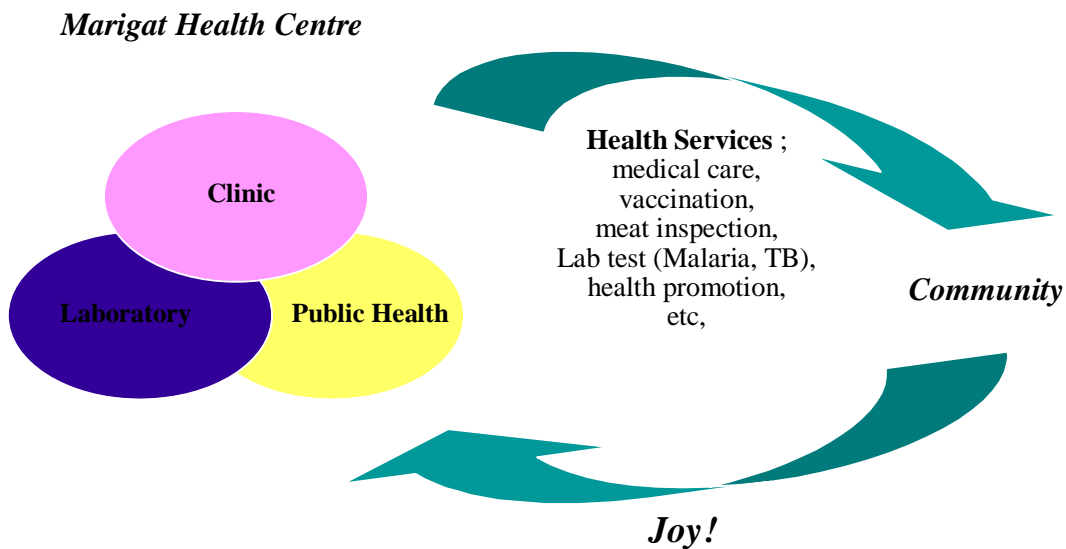 Marigat Health Centre
Clinic
Laboratory
Public Health
Health Services ;
medical care,
vaccination,
meat inspection,
Lab test (Malaria, TB),
health promotion,
etc,
Community
Joy!